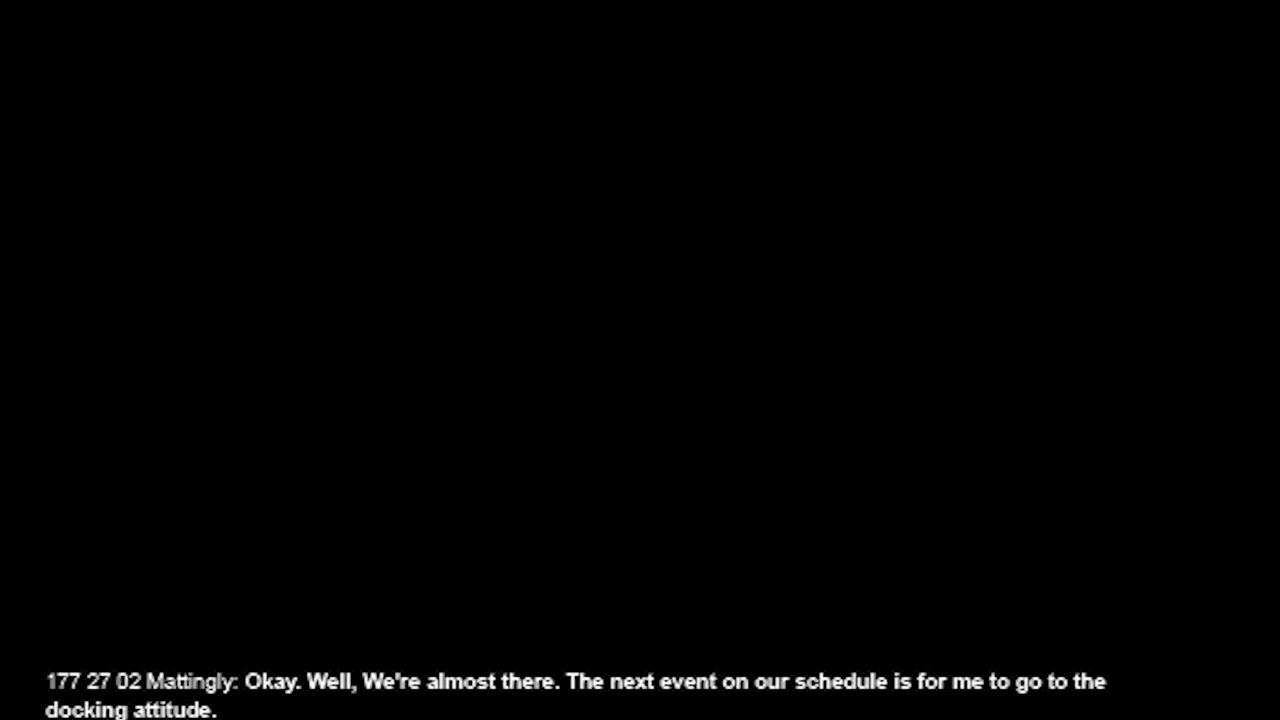 177 27 02 Mattingly: Okay. Well, We're almost there. The next event on our schedule is for me to go to the
docking attitude.